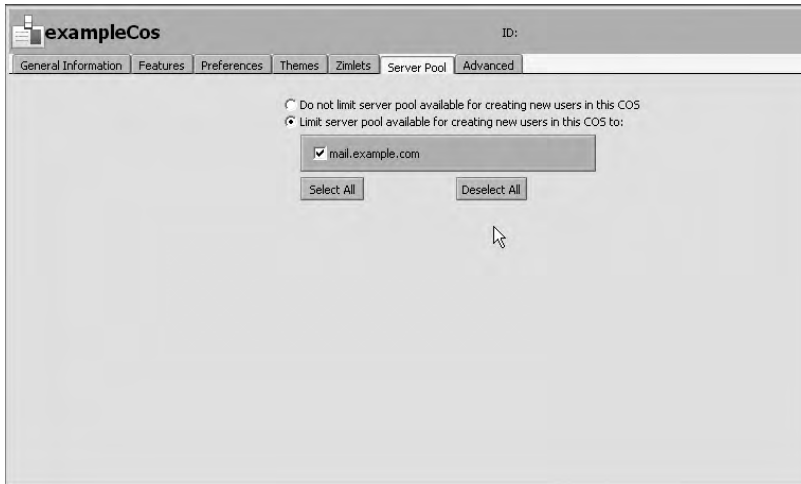 exampleCos ID:
General Information Features Preferences Themes Zimlets Server Pool Advanced
Do not limit server pool available for creating new users in this COS
Limit server pool available for creating new users in this COS to:
mail.example.com
Select All Deselect All